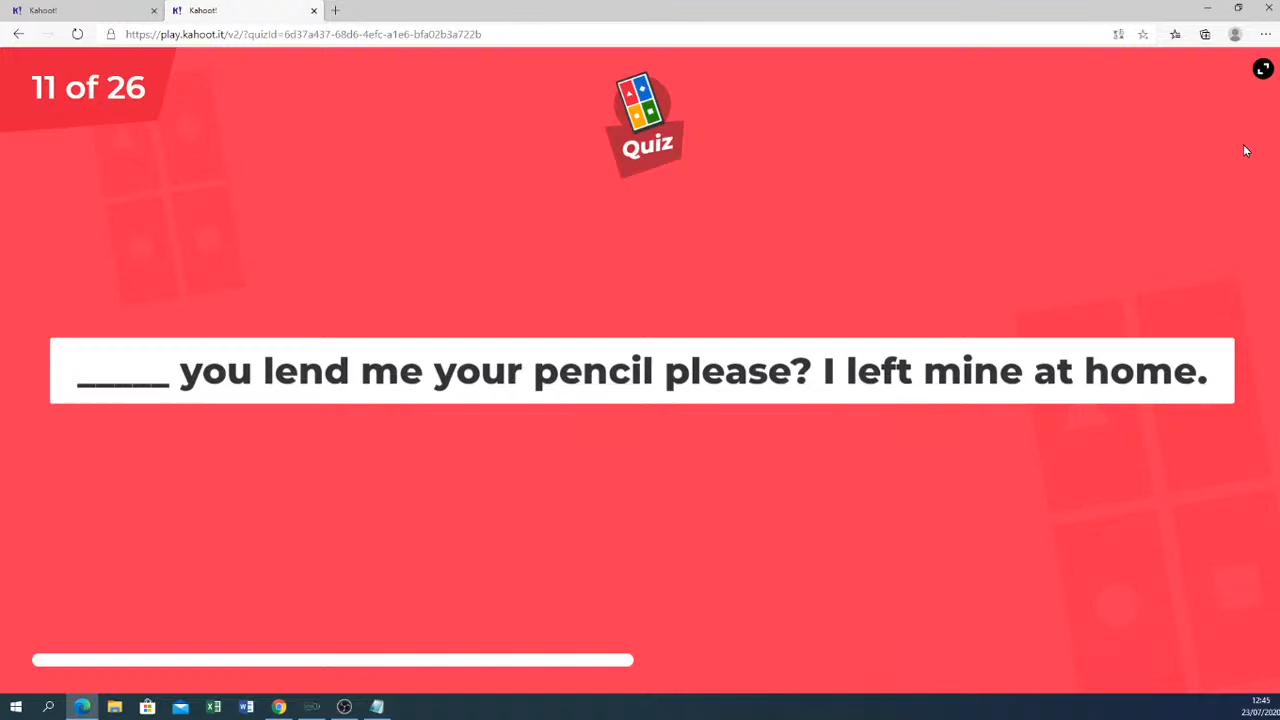 Kahoot!
Kahoot!
https://play.kahoot.it/v2/?quizId=6d37a437-68d6-4efc-a1e6-bfa02b3a722b
11 of 26
Quiz
_____ you lend me your pencil please? I left mine at home.
12:45
23/07/2020